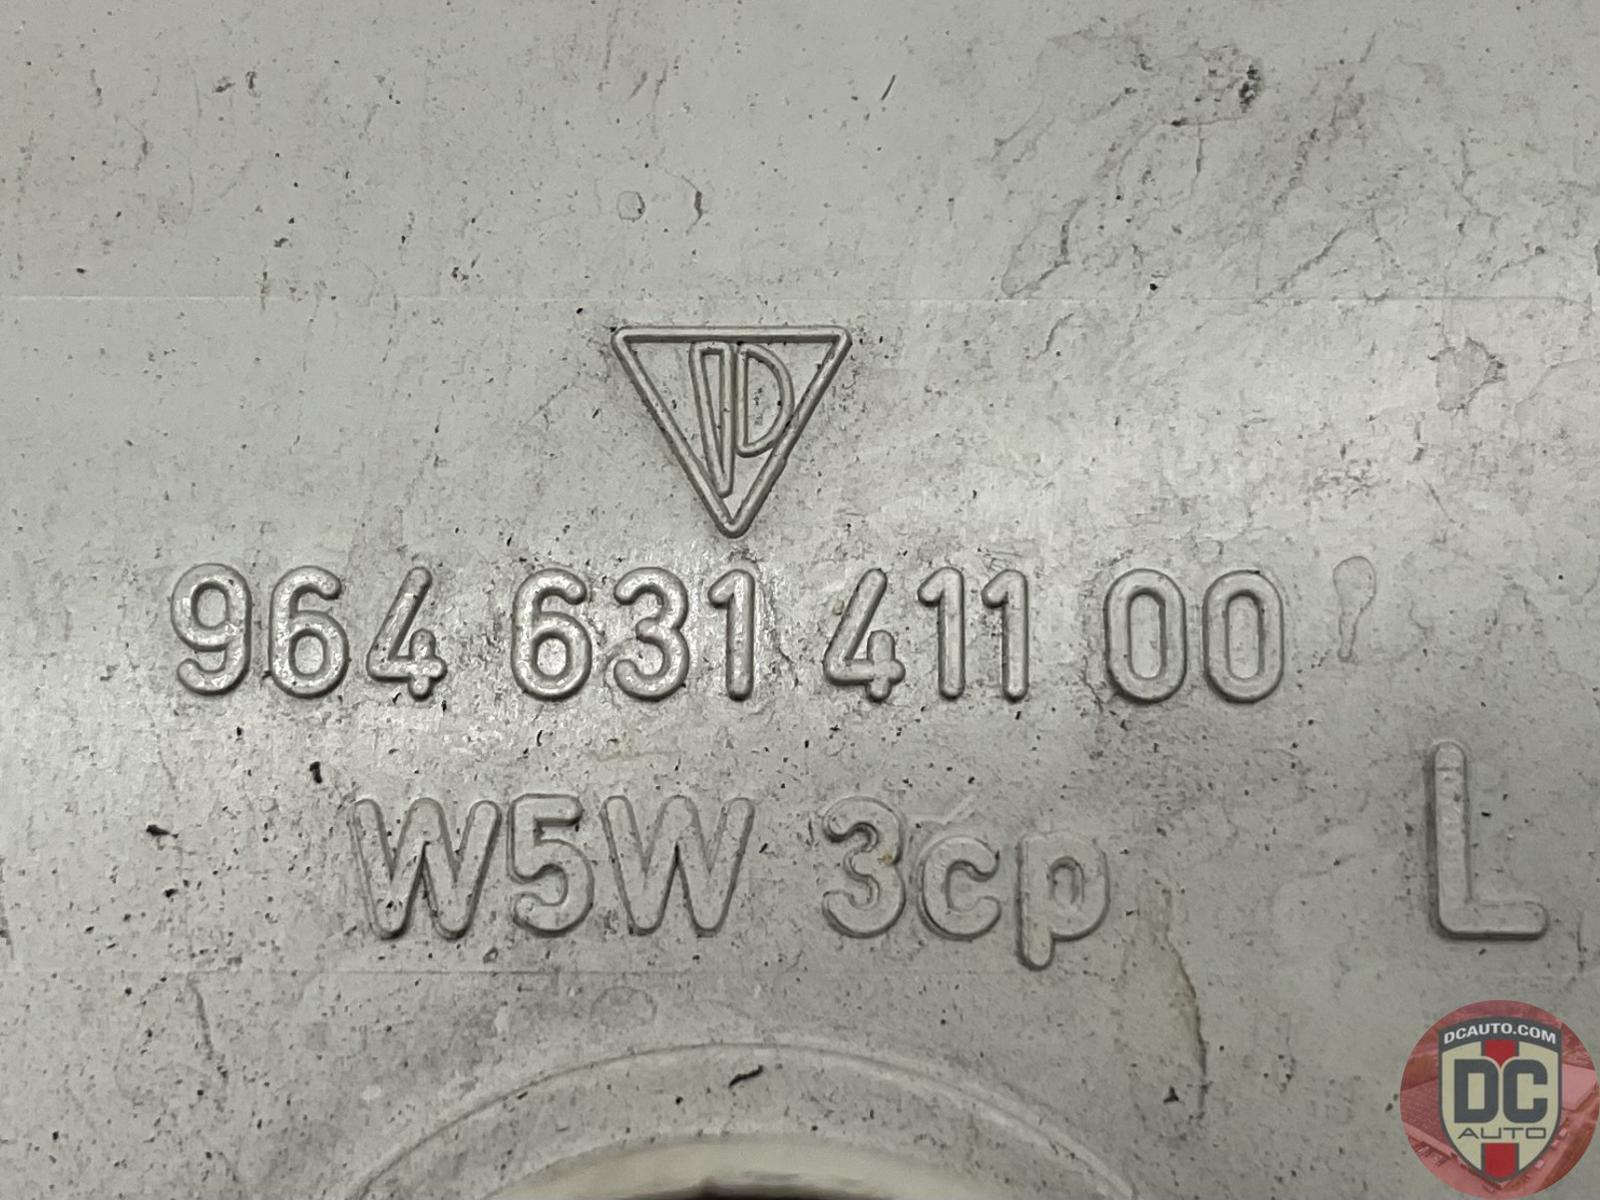 964 631 411 00
W5W 3cp
L
DCAUTO.COM
DC
AUTO